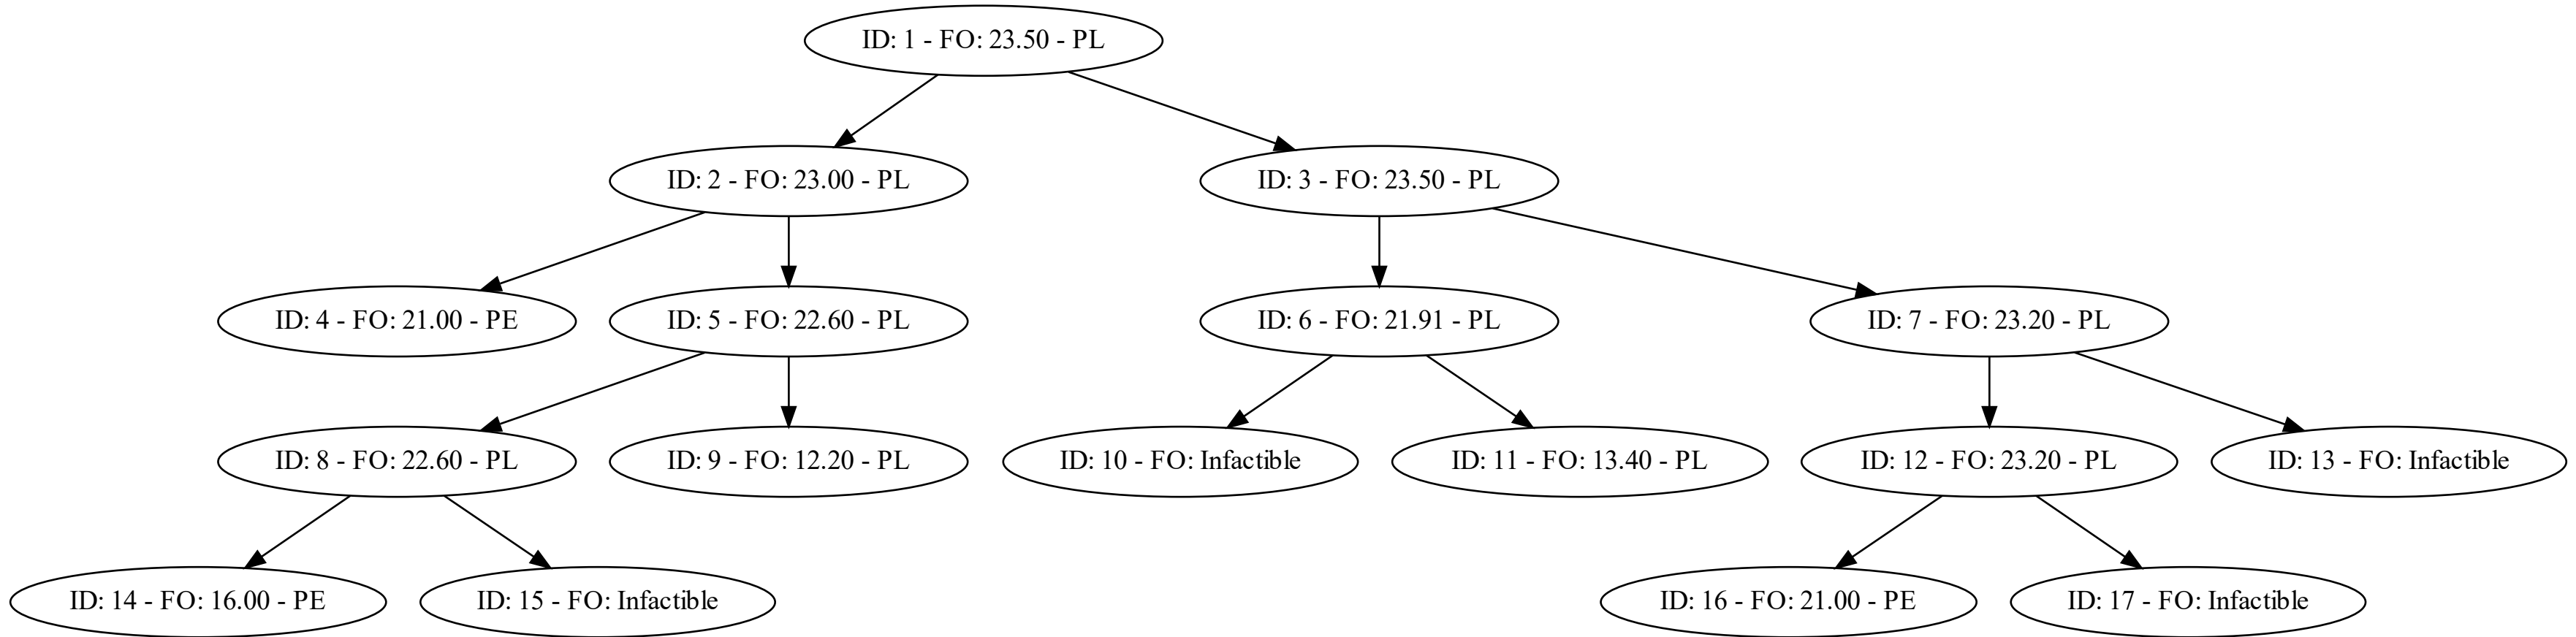 ID: 1 - FO: 23.50 - PL
ID: 2 - FO: 23.00 - PL
ID: 3 - FO: 23.50 - PL
ID: 4 - FO: 21.00 - PE
ID: 5 - FO: 22.60 - PL
ID: 6 - FO: 21.91 - PL
ID: 7 - FO: 23.20 - PL
ID: 8 - FO: 22.60 - PL
ID: 9 - FO: 12.20 - PL
ID: 10 - FO: Infactible
ID: 11 - FO: 13.40 - PL
ID: 12 - FO: 23.20 - PL
ID: 13 - FO: Infactible
ID: 14 - FO: 16.00 - PE
ID: 15 - FO: Infactible
ID: 16 - FO: 21.00 - PE
ID: 17 - FO: Infactible